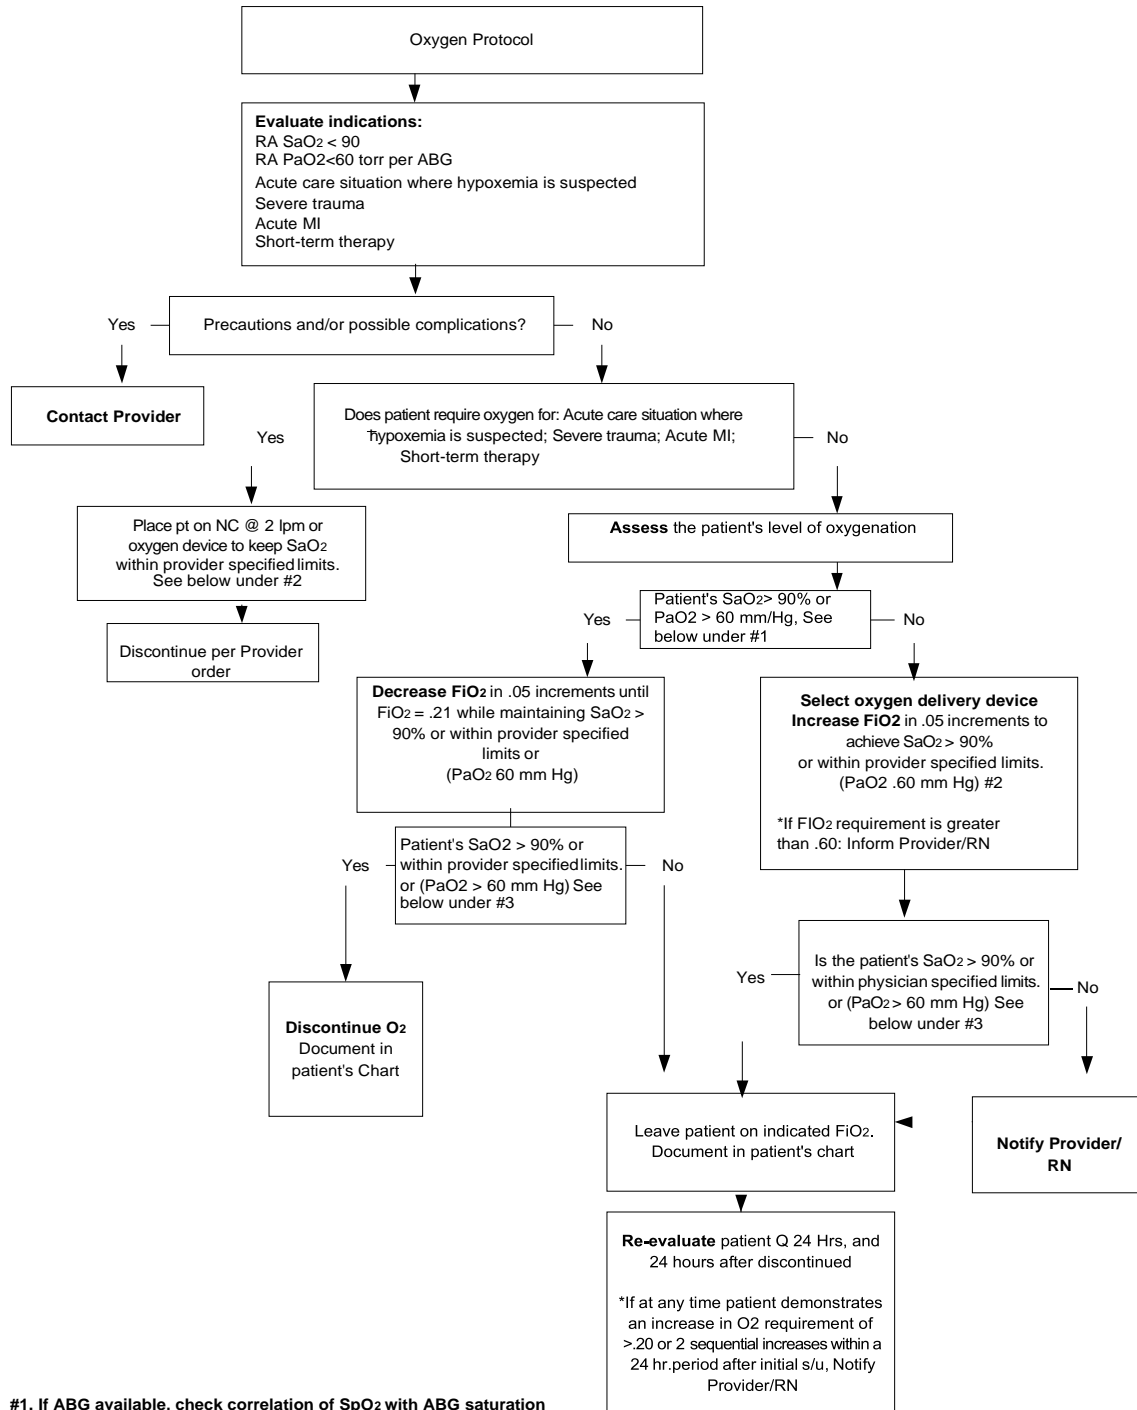 Oxygen Protocol
Evaluate indications:
RA SaO2 < 90
RA PaO2<60 torr per ABG
Acute care situation where hypoxemia is suspected
Severe trauma
Acute MI
Short-term therapy
Yes
Precautions and/or possible complications?
No
Contact Provider
Yes
Does patient require oxygen for: Acute care situation where
hypoxemia is suspected; Severe trauma; Acute MI;
Short-term therapy
No
Place pt on NC @ 2 lpm or
oxygen device to keep SaO2
within provider specified limits.
See below under #2
Assess the patient's level of oxygenation
Discontinue per Provider
order
Yes
Patient's SaO2> 90% or
PaO2 > 60 mm/Hg, See
below under #1
No
Decrease FiO2 in .05 increments until
FiO2 = .21 while maintaining SaO2 >
90% or within provider specified
limits or
(PaO2 60 mm Hg)
Select oxygen delivery device
Increase FiO2 in .05 increments to
achieve SaO2 > 90%
or within provider specified limits.
(PaO2 .60 mm Hg) #2
*If FIO2 requirement is greater
than .60: Inform Provider/RN
Yes
Patient's SaO2 > 90% or
within provider specified limits.
or (PaO2 > 60 mm Hg) See
below under #3
No
Yes
Is the patient's SaO2 > 90% or
within physician specified limits.
or (PaO2 > 60 mm Hg) See
below under #3
No
Discontinue O2
Document in
patient's Chart
Leave patient on indicated FiO2.
Document in patient's chart
Notify Provider/
RN
Re-evaluate patient Q 24 Hrs, and
24 hours after discontinued
*If at any time patient demonstrates
an increase in O2 requirement of
>.20 or 2 sequential increases within a
24 hr.period after initial s/u, Notify
Provider/RN
#1. If ABG available, check correlation of SpO2 with ABG saturation